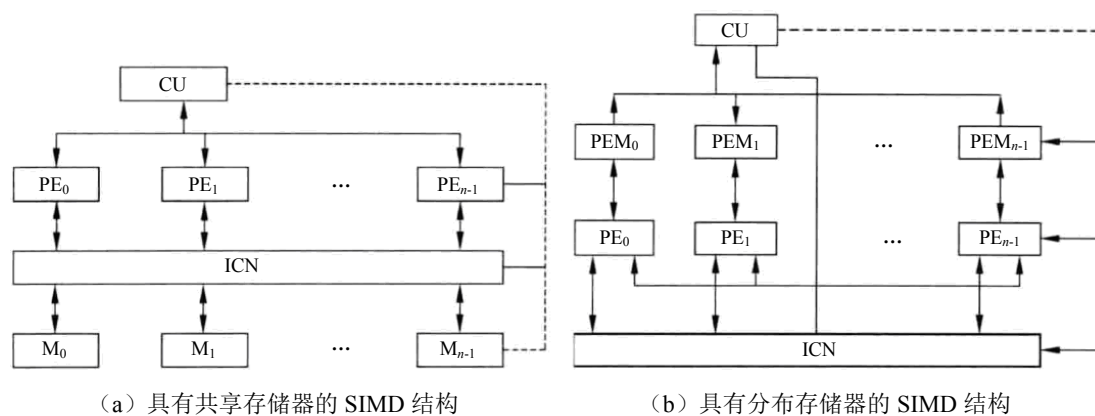 CU
PE0 PE1 ... PEn-1
ICN
M0 M1 ... Mn-1
（a）具有共享存储器的 SIMD 结构
CU
PEM0 PEM1 ... PEMn-1
PE0 PE1 ... PEn-1
ICN
（b）具有分布存储器的 SIMD 结构